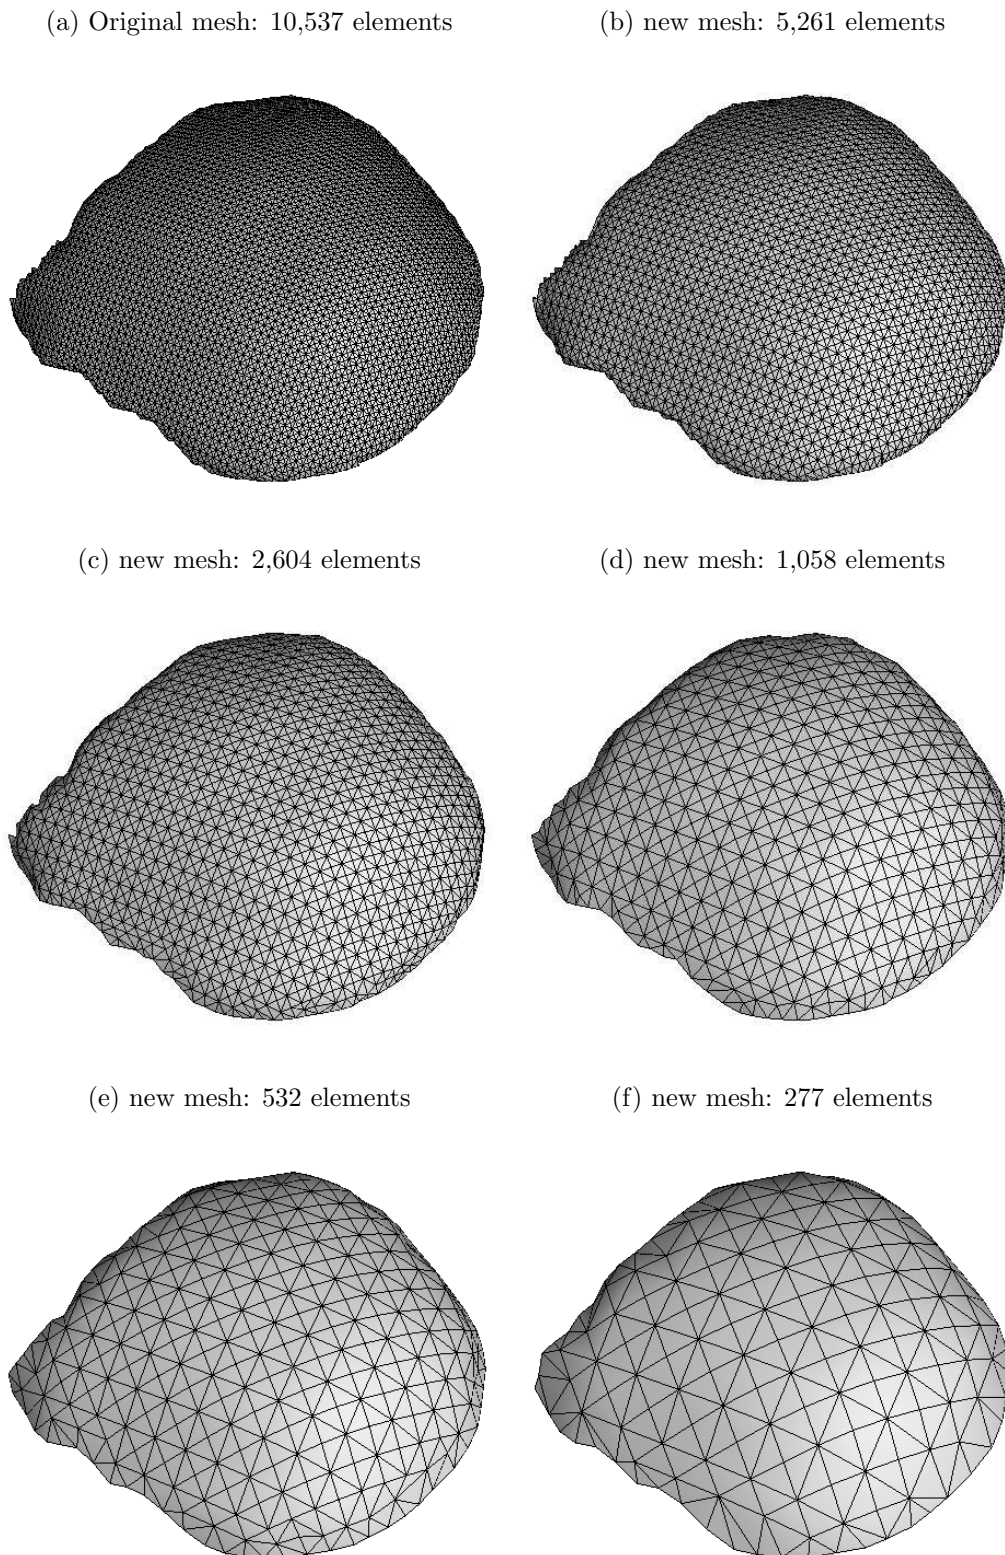 (a) Original mesh: 10,537 elements
(b) new mesh: 5,261 elements
(c) new mesh: 2,604 elements
(d) new mesh: 1,058 elements
(e) new mesh: 532 elements
(f) new mesh: 277 elements